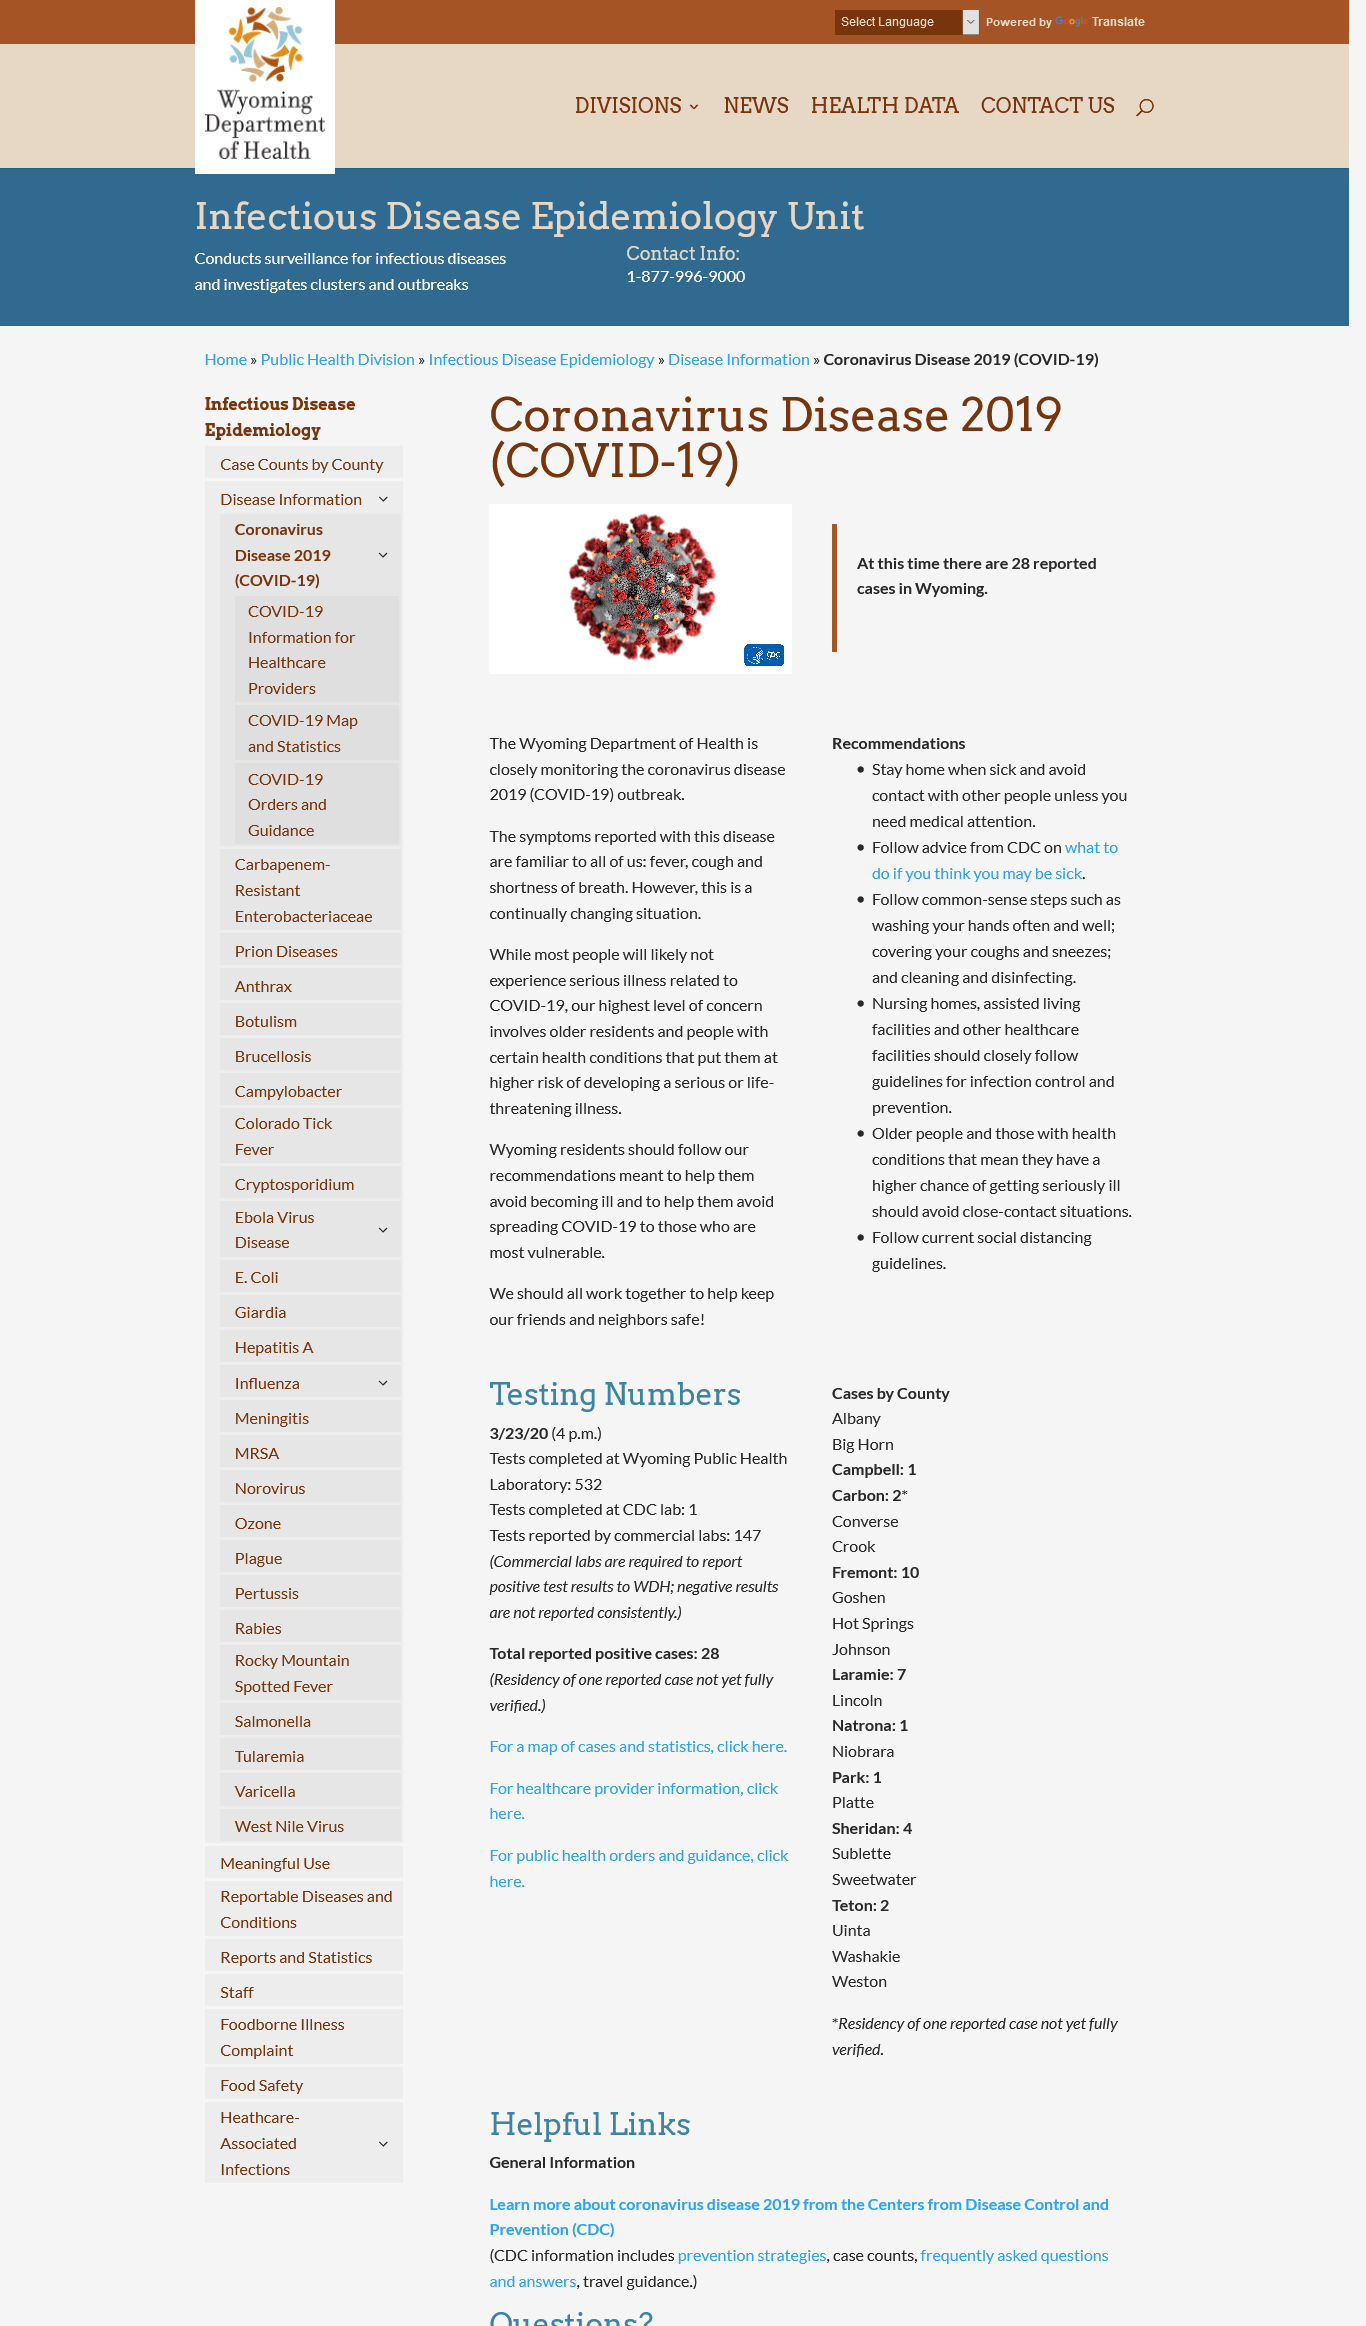 Select Language
Powered by Google Translate
Wyoming
Department
of Health
DIVISIONS
NEWS
HEALTH DATA
CONTACT US
Infectious Disease Epidemiology Unit
Conducts surveillance for infectious diseases
and investigates clusters and outbreaks
Contact Info:
1-877-996-9000
Home » Public Health Division » Infectious Disease Epidemiology » Disease Information » Coronavirus Disease 2019 (COVID-19)
Infectious Disease
Epidemiology
Case Counts by County
Disease Information
Coronavirus
Disease 2019
(COVID-19)
COVID-19
Information for
Healthcare
Providers
COVID-19 Map
and Statistics
COVID-19
Orders and
Guidance
Carbapenem-
Resistant
Enterobacteriaceae
Prion Diseases
Anthrax
Botulism
Brucellosis
Campylobacter
Colorado Tick
Fever
Cryptosporidium
Ebola Virus
Disease
E. Coli
Giardia
Hepatitis A
Influenza
Meningitis
MRSA
Norovirus
Ozone
Plague
Pertussis
Rabies
Rocky Mountain
Spotted Fever
Salmonella
Tularemia
Varicella
West Nile Virus
Meaningful Use
Reportable Diseases and
Conditions
Reports and Statistics
Staff
Foodborne Illness
Complaint
Food Safety
Heathcare-
Associated
Infections
Coronavirus Disease 2019
(COVID-19)
CDC
At this time there are 28 reported
cases in Wyoming.
The Wyoming Department of Health is
closely monitoring the coronavirus disease
2019 (COVID-19) outbreak.
The symptoms reported with this disease
are familiar to all of us: fever, cough and
shortness of breath. However, this is a
continually changing situation.
While most people will likely not
experience serious illness related to
COVID-19, our highest level of concern
involves older residents and people with
certain health conditions that put them at
higher risk of developing a serious or life-
threatening illness.
Wyoming residents should follow our
recommendations meant to help them
avoid becoming ill and to help them avoid
spreading COVID-19 to those who are
most vulnerable.
We should all work together to help keep
our friends and neighbors safe!
Recommendations
• Stay home when sick and avoid
contact with other people unless you
need medical attention.
• Follow advice from CDC on what to
do if you think you may be sick.
• Follow common-sense steps such as
washing your hands often and well;
covering your coughs and sneezes;
and cleaning and disinfecting.
• Nursing homes, assisted living
facilities and other healthcare
facilities should closely follow
guidelines for infection control and
prevention.
• Older people and those with health
conditions that mean they have a
higher chance of getting seriously ill
should avoid close-contact situations.
• Follow current social distancing
guidelines.
Testing Numbers
3/23/20 (4 p.m.)
Tests completed at Wyoming Public Health
Laboratory: 532
Tests completed at CDC lab: 1
Tests reported by commercial labs: 147
(Commercial labs are required to report
positive test results to WDH; negative results
are not reported consistently.)
Total reported positive cases: 28
(Residency of one reported case not yet fully
verified.)
For a map of cases and statistics, click here.
For healthcare provider information, click
here.
For public health orders and guidance, click
here.
Cases by County
Albany
Big Horn
Campbell: 1
Carbon: 2*
Converse
Crook
Fremont: 10
Goshen
Hot Springs
Johnson
Laramie: 7
Lincoln
Natrona: 1
Niobrara
Park: 1
Platte
Sheridan: 4
Sublette
Sweetwater
Teton: 2
Uinta
Washakie
Weston
*Residency of one reported case not yet fully
verified.
Helpful Links
General Information
Learn more about coronavirus disease 2019 from the Centers from Disease Control and
Prevention (CDC)
(CDC information includes prevention strategies, case counts, frequently asked questions
and answers, travel guidance.)
Questions?